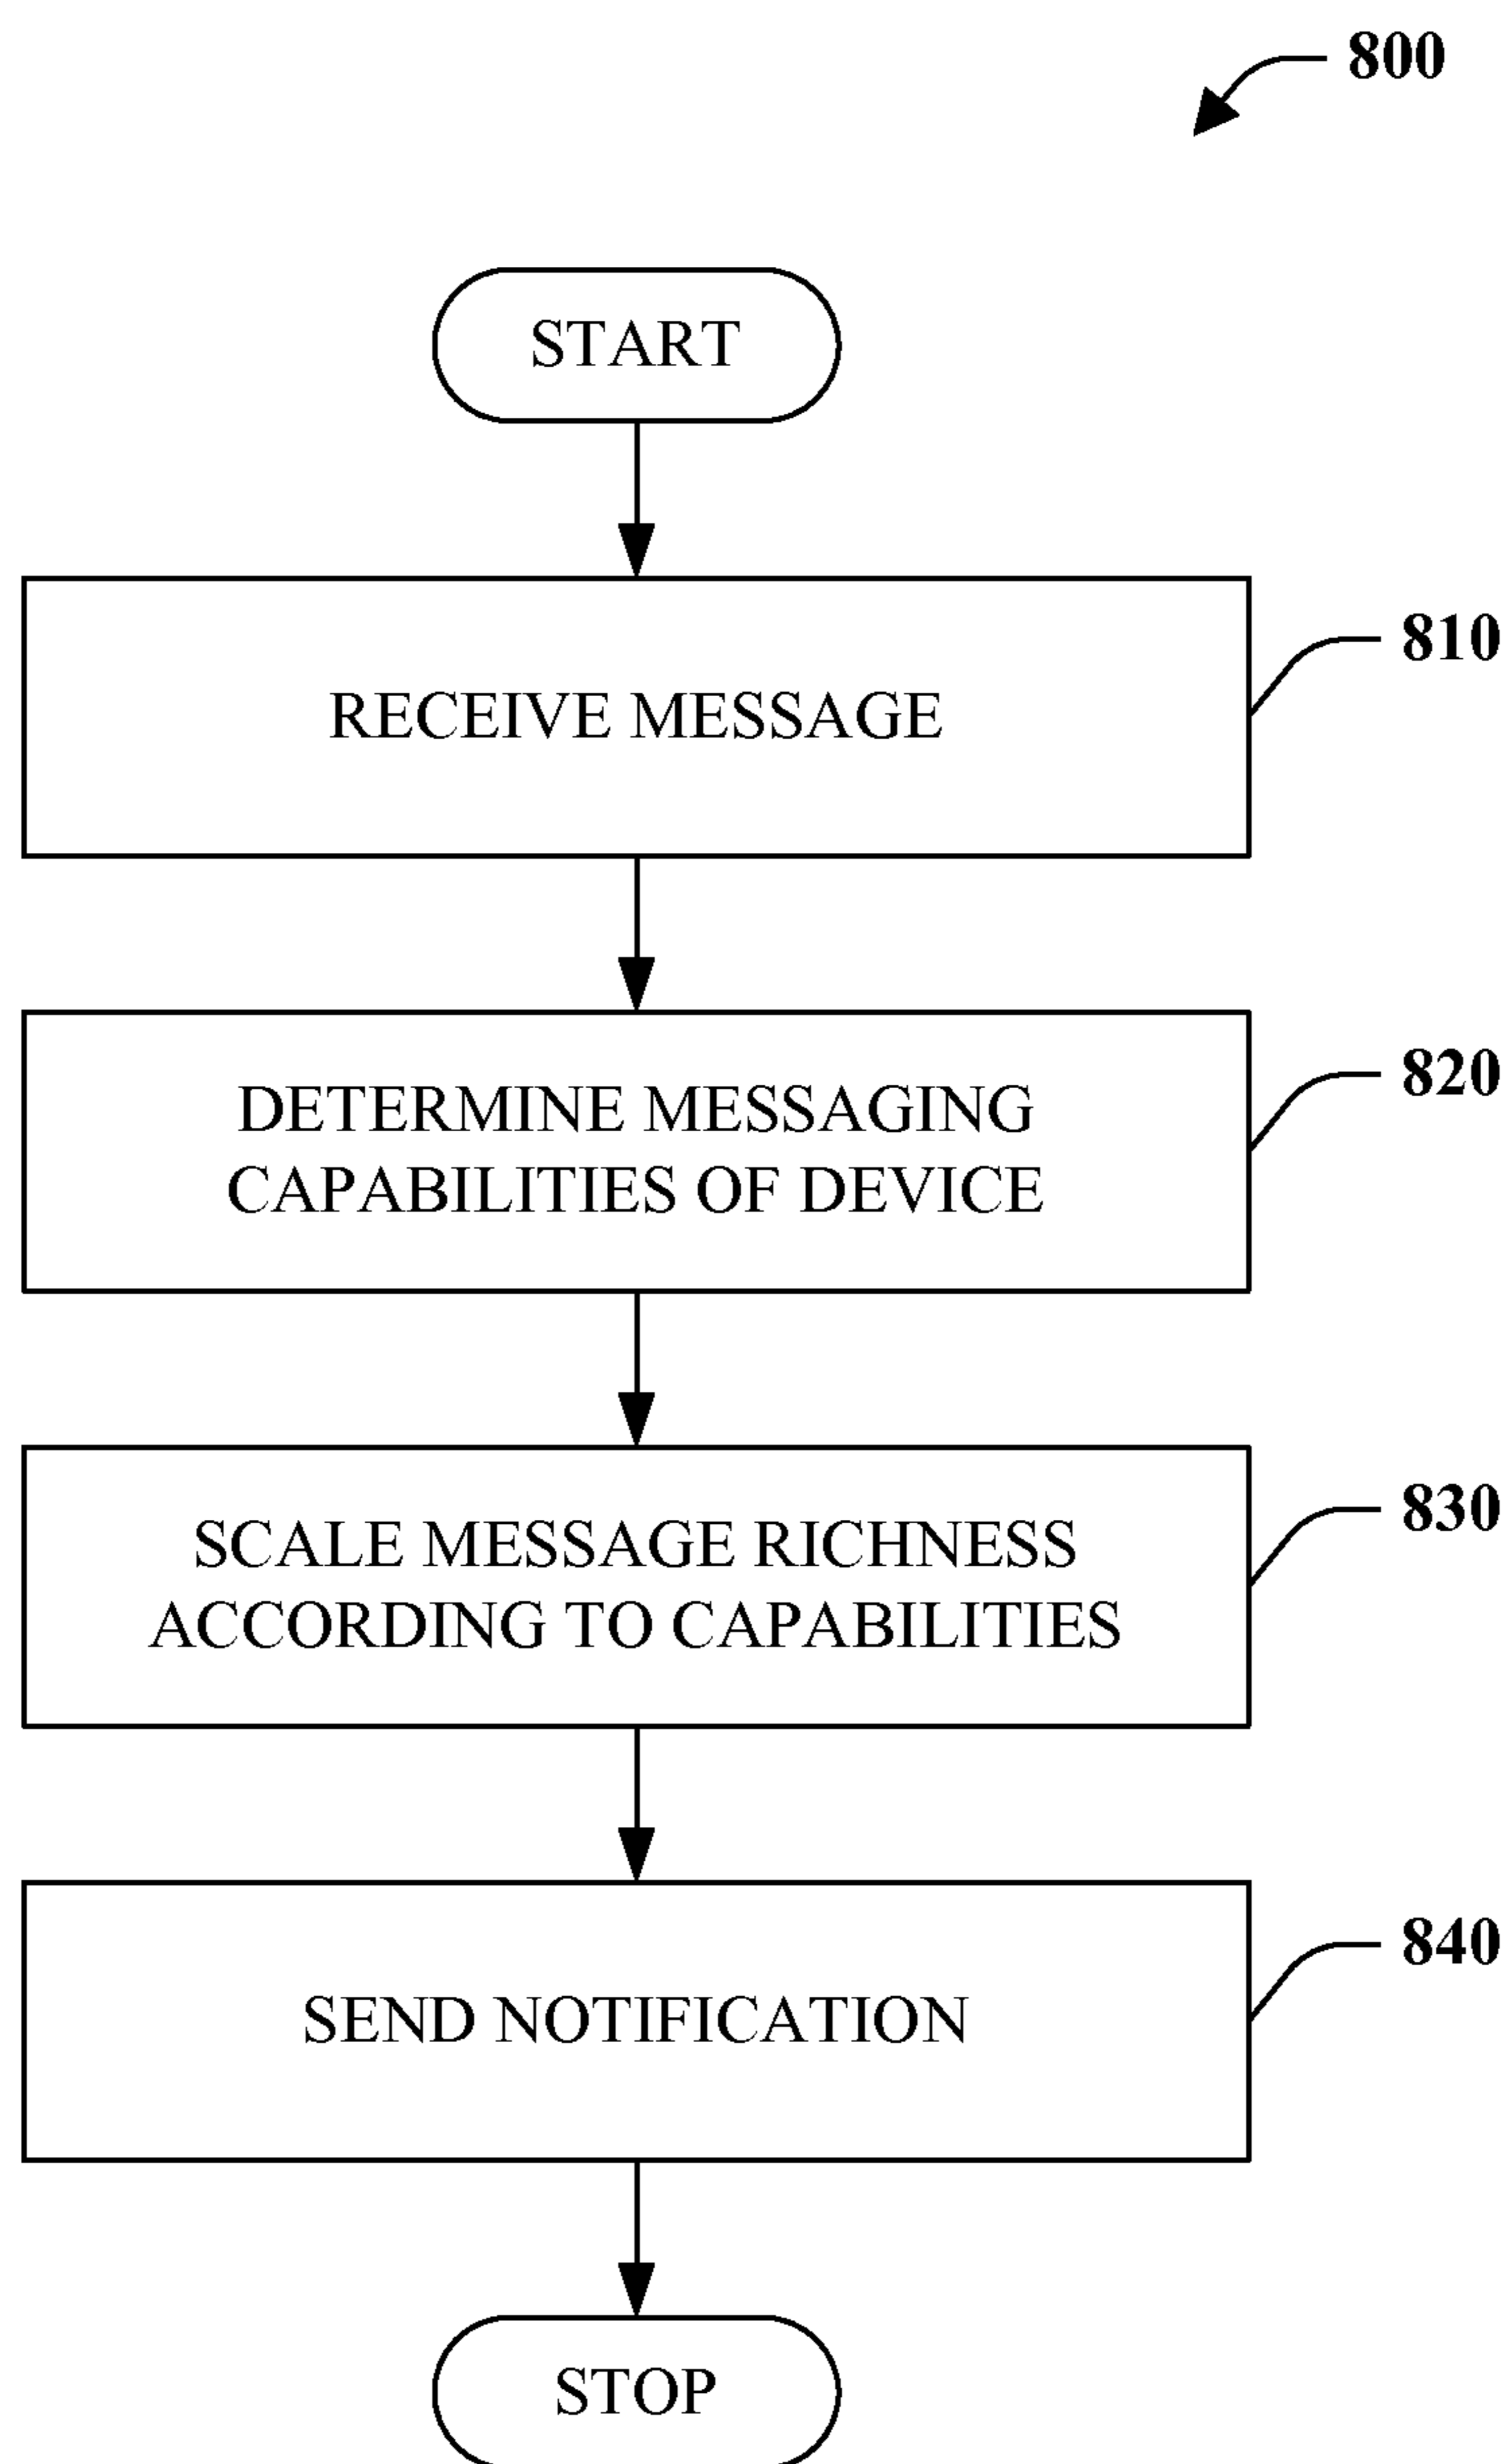 800
START
RECEIVE MESSAGE
810
DETERMINE MESSAGING
CAPABILITIES OF DEVICE
820
SCALE MESSAGE RICHNESS
ACCORDING TO CAPABILITIES
830
SEND NOTIFICATION
840
STOP